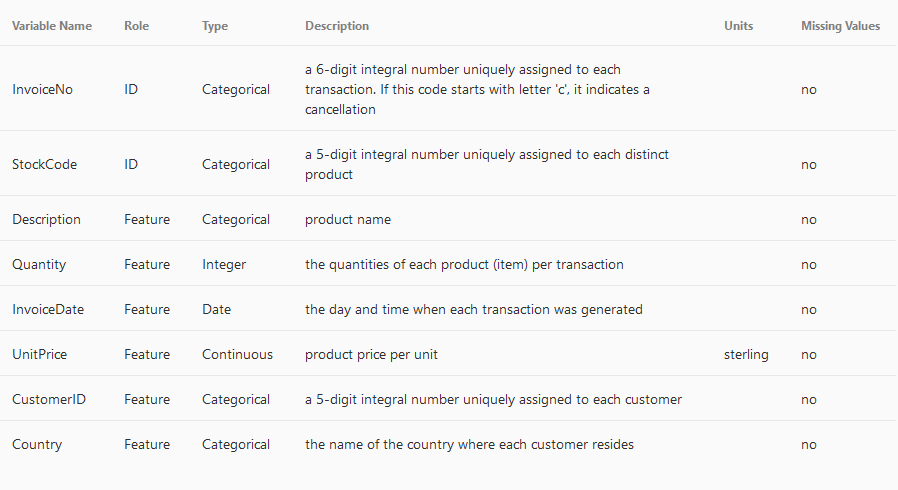 Variable Name Role Type Description Units Missing Values
a 6-digit integral number uniquely assigned to each
InvoiceNo ID Categorical transaction. If this code starts with letter 'c', it indicates a no
cancellation
a 5-digit integral number uniquely assigned to each distinct
StockCode ID Categorical no
product
Description Feature Categorical product name no
Quantity Feature Integer the quantities of each product (item) per transaction no
InvoiceDate Feature Date the day and time when each transaction was generated no
UnitPrice Feature Continuous product price per unit sterling no
CustomerID Feature Categorical a 5-digit integral number uniquely assigned to each customer no
Country Feature Categorical the name of the country where each customer resides no